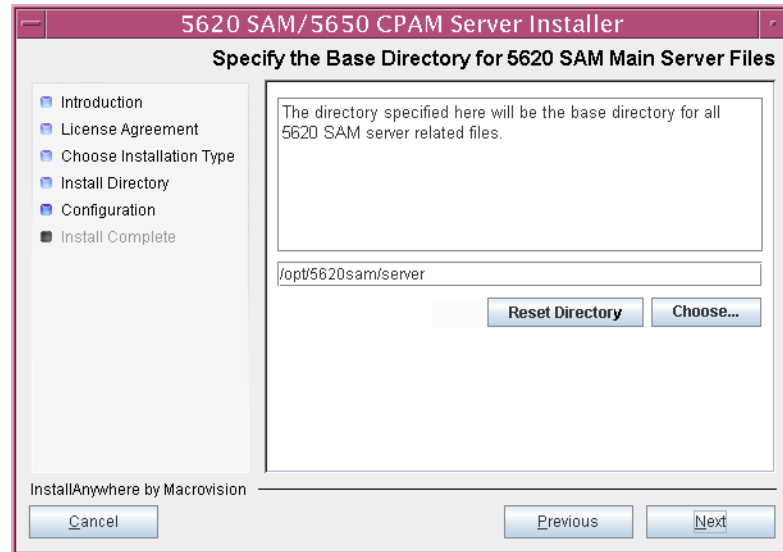 5620 SAM/5650 CPAM Server Installer
Specify the Base Directory for 5620 SAM Main Server Files
Introduction
License Agreement
Choose Installation Type
Install Directory
Configuration
Install Complete
The directory specified here will be the base directory for all
5620 SAM server related files.
/opt/5620sam/server
Reset Directory
Choose...
InstallAnywhere by Macrovision
Cancel
Previous
Next